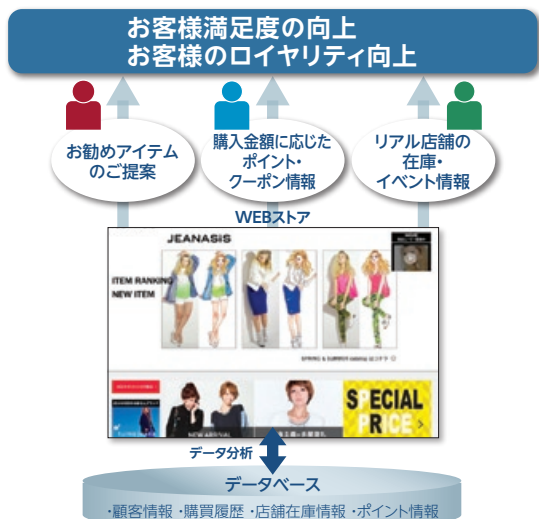 お客様満足度の向上
お客様のロイヤリティ向上
お勧めアイテム
のご提案
購入金額に応じた
ポイント・
クーポン情報
リアル店舗の
在庫・
イベント情報
WEBストア
JEANASIS
ITEM RANKING
NEW ITEM
SPRING & SUMMER
NEW ARRIVAL
SPECIAL
PRICE
データ分析
データベース
・顧客情報 ・購買履歴 ・店舗在庫情報 ・ポイント情報